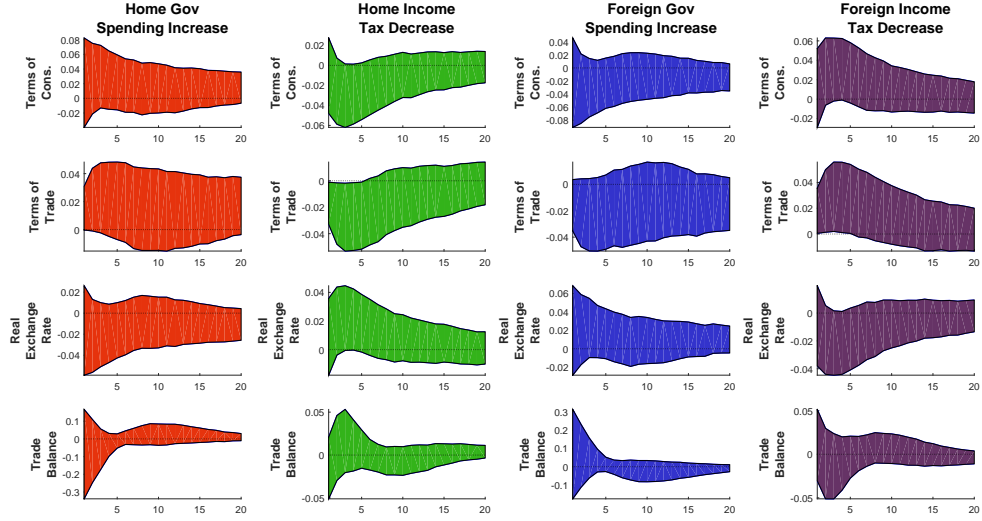 Home Gov
Spending Increase
Home Income
Tax Decrease
Foreign Gov
Spending Increase
Foreign Income
Tax Decrease
Terms of
Cons.
0.08
0.06
0.04
0.02
0
-0.02
5 10 15 20
Terms of
Cons.
0.02
0
-0.02
-0.04
-0.06
5 10 15 20
Terms of
Cons.
0.04
0.02
0
-0.02
-0.04
-0.06
-0.08
5 10 15 20
Terms of
Cons.
0.06
0.04
0.02
0
-0.02
5 10 15 20
Terms of
Trade
0.04
0.02
0
5 10 15 20
Terms of
Trade
0
-0.02
-0.04
5 10 15 20
Terms of
Trade
0
-0.02
-0.04
5 10 15 20
Terms of
Trade
0.04
0.02
0
5 10 15 20
Real
Exchange
Rate
0.02
0
-0.02
-0.04
5 10 15 20
Real
Exchange
Rate
0.04
0.02
0
5 10 15 20
Real
Exchange
Rate
0.06
0.04
0.02
0
-0.02
5 10 15 20
Real
Exchange
Rate
0
-0.02
-0.04
5 10 15 20
Trade
Balance
0.1
0
-0.1
-0.2
-0.3
5 10 15 20
Trade
Balance
0.05
0
-0.05
5 10 15 20
Trade
Balance
0.3
0.2
0.1
0
-0.1
5 10 15 20
Trade
Balance
0.05
0
-0.05
5 10 15 20